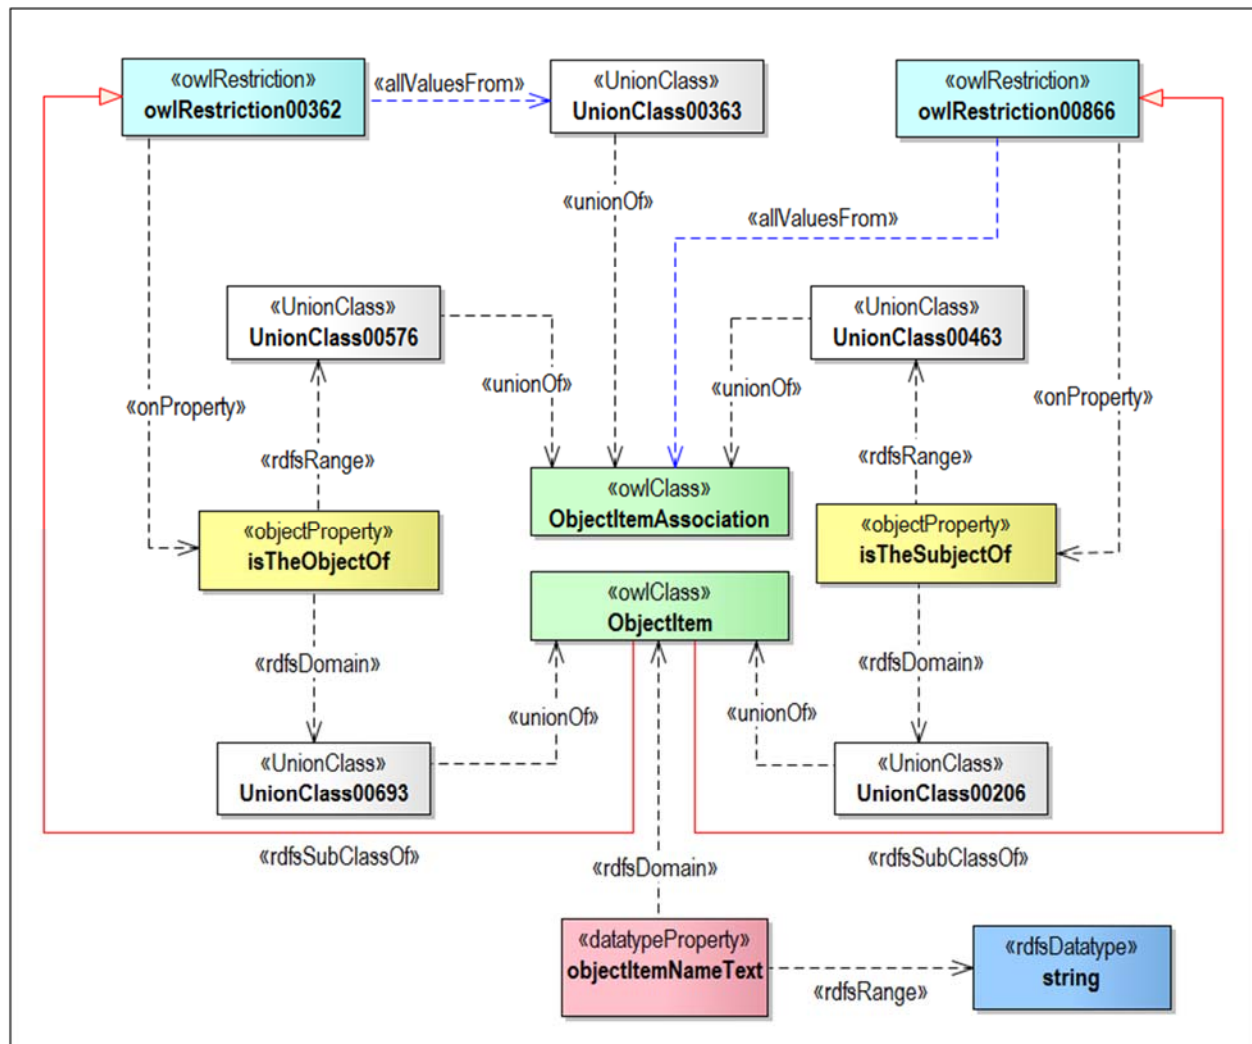 «owlRestriction»
owlRestriction00362
«allValuesFrom»
«UnionClass»
UnionClass00363
«owlRestriction»
owlRestriction00866
«unionOf»
«allValuesFrom»
«UnionClass»
UnionClass00576
«UnionClass»
UnionClass00463
«onProperty»
«unionOf»
«unionOf»
«onProperty»
«rdfsRange»
«rdfsRange»
«owlClass»
ObjectItemAssociation
«objectProperty»
isTheObjectOf
«objectProperty»
isTheSubjectOf
«owlClass»
ObjectItem
«rdfsDomain»
«rdfsDomain»
«unionOf»
«unionOf»
«UnionClass»
UnionClass00693
«UnionClass»
UnionClass00206
«rdfsSubClassOf»
«rdfsDomain»
«rdfsSubClassOf»
«datatypeProperty»
objectItemNameText
«rdfsRange»
«rdfsDatatype»
string